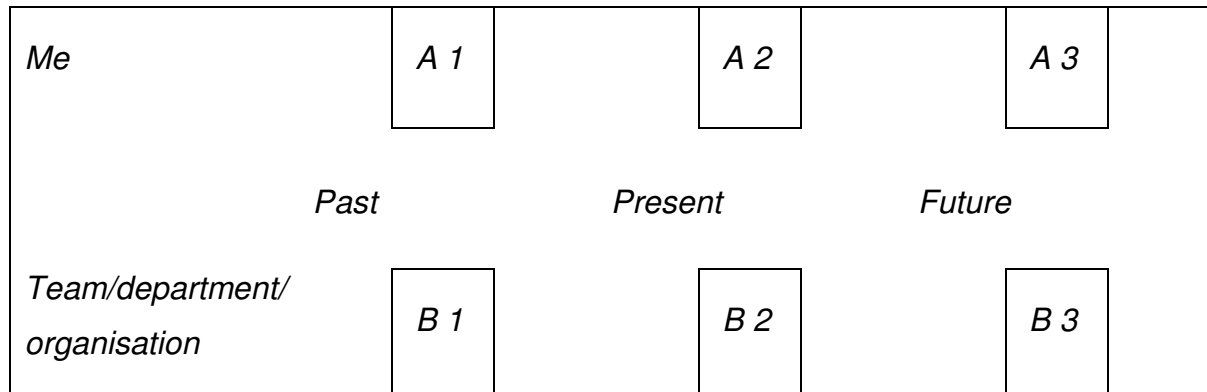 Me A 1 A 2 A 3
Past Present Future
Team/department/
organisation
B 1 B 2 B 3